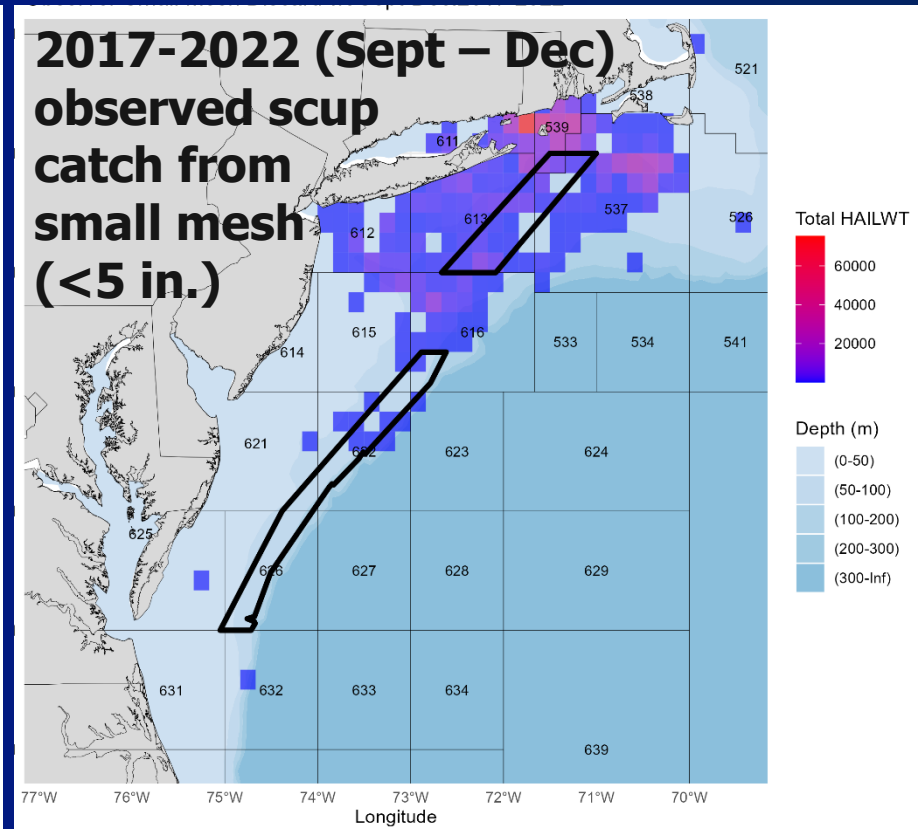 2017-2022 (Sept – Dec)
observed scup
catch from
small mesh
(<5 in.)
521
538
539
611
613
537
526
612
615
616
614
533
534
541
621
622
623
624
625
626
627
628
629
631
632
633
634
639
77°W
76°W
75°W
74°W
73°W
72°W
71°W
70°W
Longitude
Total HAILWT
60000
40000
20000
Depth (m)
(0-50)
(50-100)
(100-200)
(200-300)
(300-Inf)